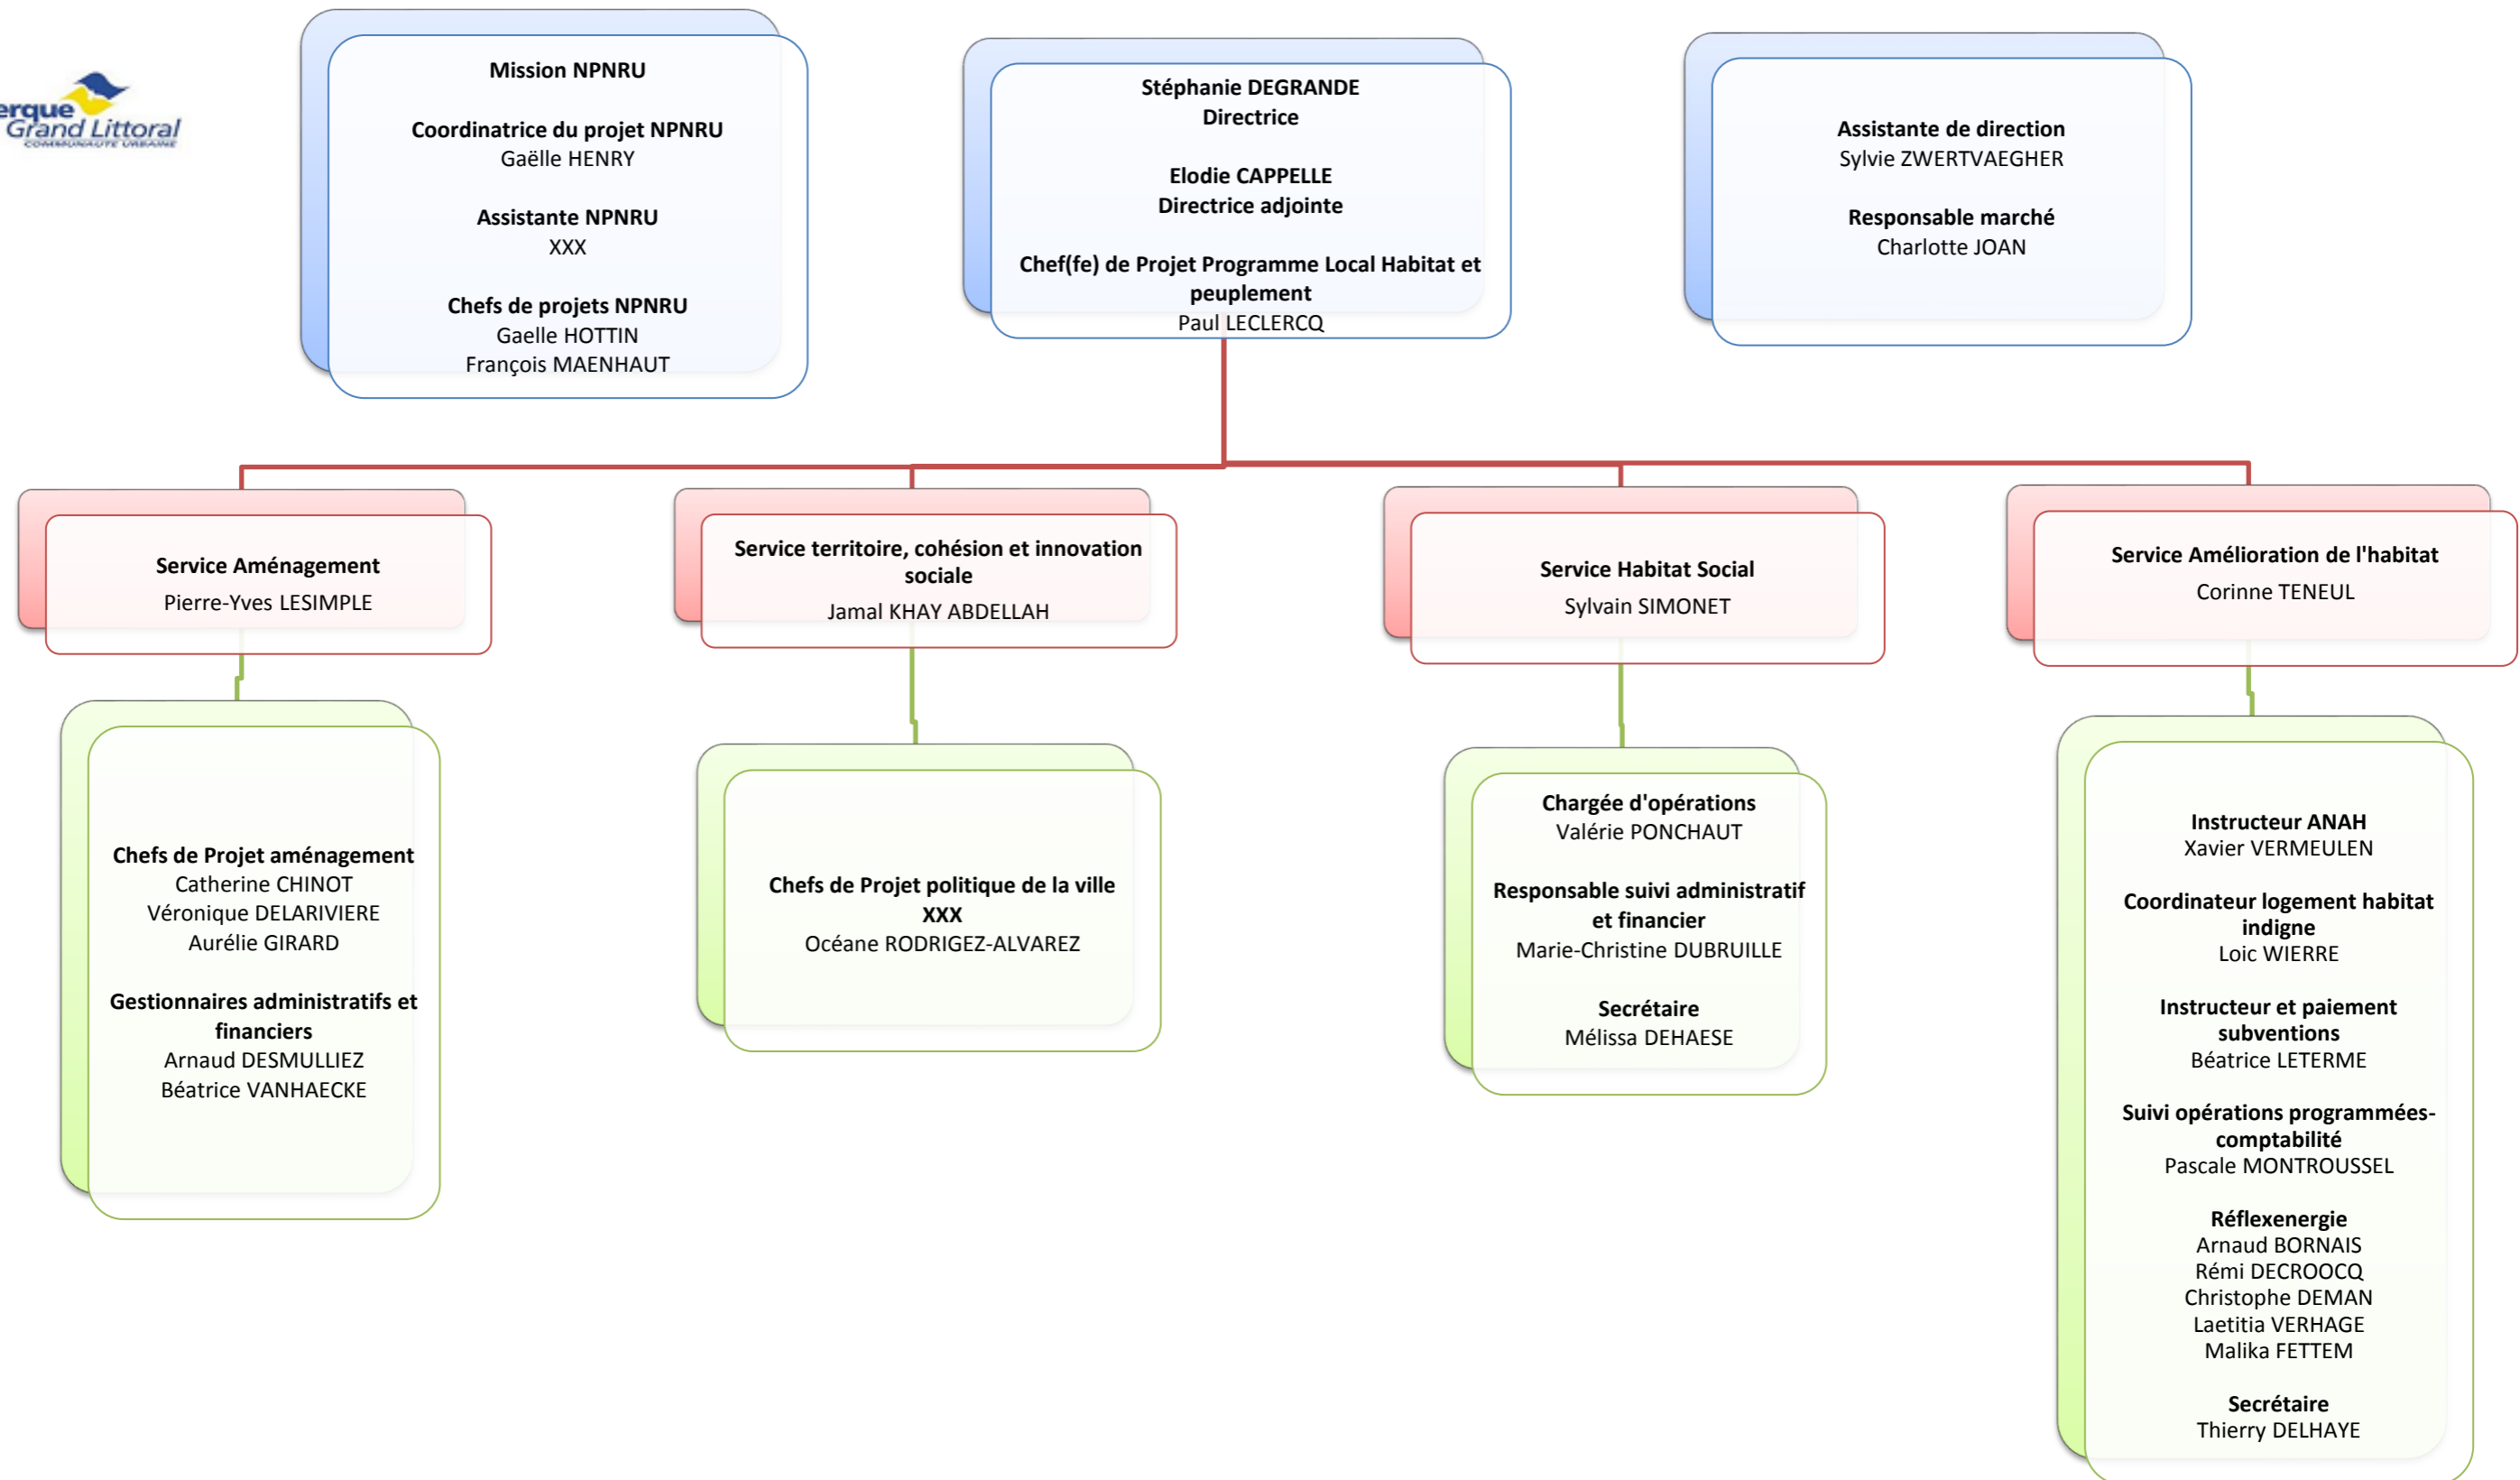 erque
Grand Littoral
COMMUNAUTE URBAINE
Mission NPNRU
Coordinatrice du projet NPNRU
Gaëlle HENRY
Assistante NPNRU
XXX
Chefs de projets NPNRU
Gaelle HOTTIN
François MAENHAUT
Stéphanie DEGRANDE
Directrice
Elodie CAPPELLE
Directrice adjointe
Chef(fe) de Projet Programme Local Habitat et
peuplement
Paul LECLERCQ
Assistante de direction
Sylvie ZWERTVAEGHER
Responsable marché
Charlotte JOAN
Service Aménagement
Pierre-Yves LESIMPLE
Service territoire, cohésion et innovation
sociale
Jamal KHAY ABDELLAH
Service Habitat Social
Sylvain SIMONET
Service Amélioration de l'habitat
Corinne TENEUL
Chefs de Projet aménagement
Catherine CHINOT
Véronique DELARIVIERE
Aurélie GIRARD
Gestionnaires administratifs et
financiers
Arnaud DESMULLIEZ
Béatrice VANHAECKE
Chefs de Projet politique de la ville
XXX
Océane RODRIGEZ-ALVAREZ
Chargée d'opérations
Valérie PONCHAUT
Responsable suivi administratif
et financier
Marie-Christine DUBRUILLE
Secrétaire
Mélissa DEHAESE
Instructeur ANAH
Xavier VERMEULEN
Coordinateur logement habitat
indigne
Loic WIERRE
Instructeur et paiement
subventions
Béatrice LETERME
Suivi opérations programmées-
comptabilité
Pascale MONTROUSSEL
Réflexenergie
Arnaud BORNAIS
Rémi DECROOCQ
Christophe DEMAN
Laetitia VERHAGE
Malika FETTEM
Secrétaire
Thierry DELHAYE